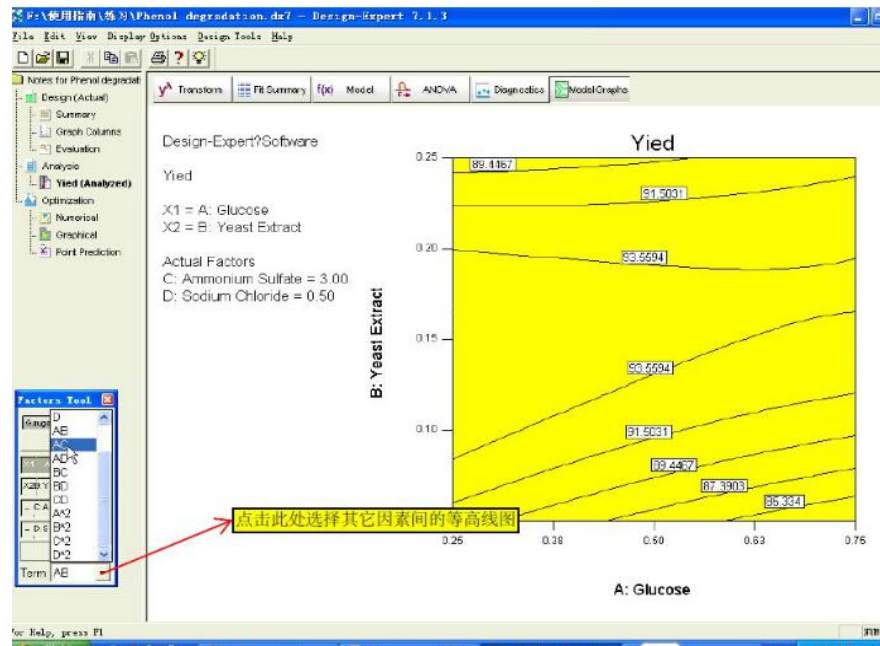 F:\使用指南\练习\Phenol degradation.dx7 - Design-Expert 7.1.3
File Edit View Display Options Design Tools Help
Notes for Phenol degradati
Design (Actual)
Summary
Graph Columns
Evaluation
Analysis
Yied (Analyzed)
Optimization
Numerical
Graphical
Point Prediction
y^λ Transform
Fit Summary
f(x) Model
ANOVA
Diagnostics
Model Graphs
Design-Expert?Software
Yied
X1 = A: Glucose
X2 = B: Yeast Extract
Actual Factors
C: Ammonium Sulfate = 3.00
D: Sodium Chloride = 0.50
Yied
0.25
0.20
0.15
0.10
B: Yeast Extract
89.4467
91.5031
93.5594
93.5594
91.5031
89.4467
87.3903
85.334
0.25
0.38
0.50
0.63
0.75
A: Glucose
Factors Tool
D
AB
AC
AD
BC
BD
CD
A^2
B^2
C^2
D^2
Term AB
点击此处选择其它因素间的等高线图
For Help, press F1